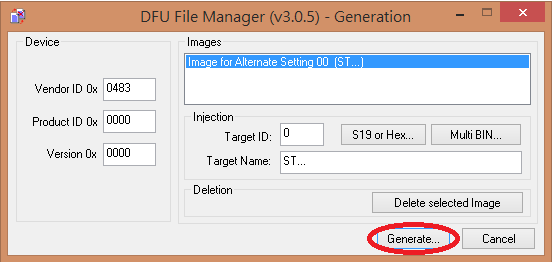 DFU File Manager (v3.0.5) - Generation
Device
Vendor ID 0x 0483
Product ID 0x 0000
Version 0x 0000
Images
Image for Alternate Setting 00 (ST...)
Injection
Target ID: 0 S19 or Hex... Multi BIN...
Target Name: ST...
Deletion
Delete selected Image
Generate... Cancel